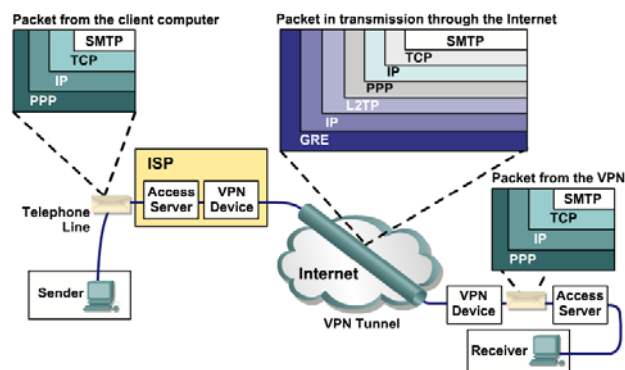 Packet from the client computer
SMTP
TCP
IP
PPP
Packet in transmission through the Internet
SMTP
TCP
IP
PPP
L2TP
IP
GRE
ISP
Access
Server
VPN
Device
Telephone
Line
Sender
Internet
VPN Tunnel
Packet from the VPN
SMTP
TCP
IP
PPP
VPN
Device
Access
Server
Receiver